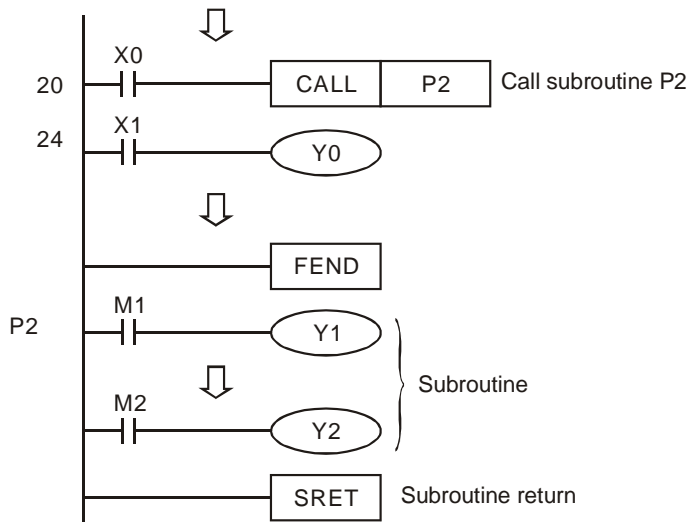 X0
20 CALL P2 Call subroutine P2
X1
24 Y0
FEND
M1
P2 Y1
Subroutine
M2
Y2
SRET Subroutine return